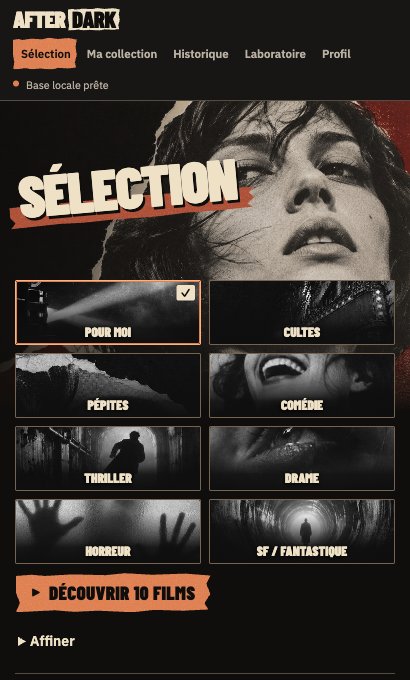 AFTER DARK
Sélection Ma collection Historique Laboratoire Profil
Base locale prête
SÉLECTION
POUR MOI
CULTES
PÉPITES
COMÉDIE
THRILLER
DRAME
HORREUR
SF / FANTASTIQUE
DÉCOUVRIR 10 FILMS
Affiner